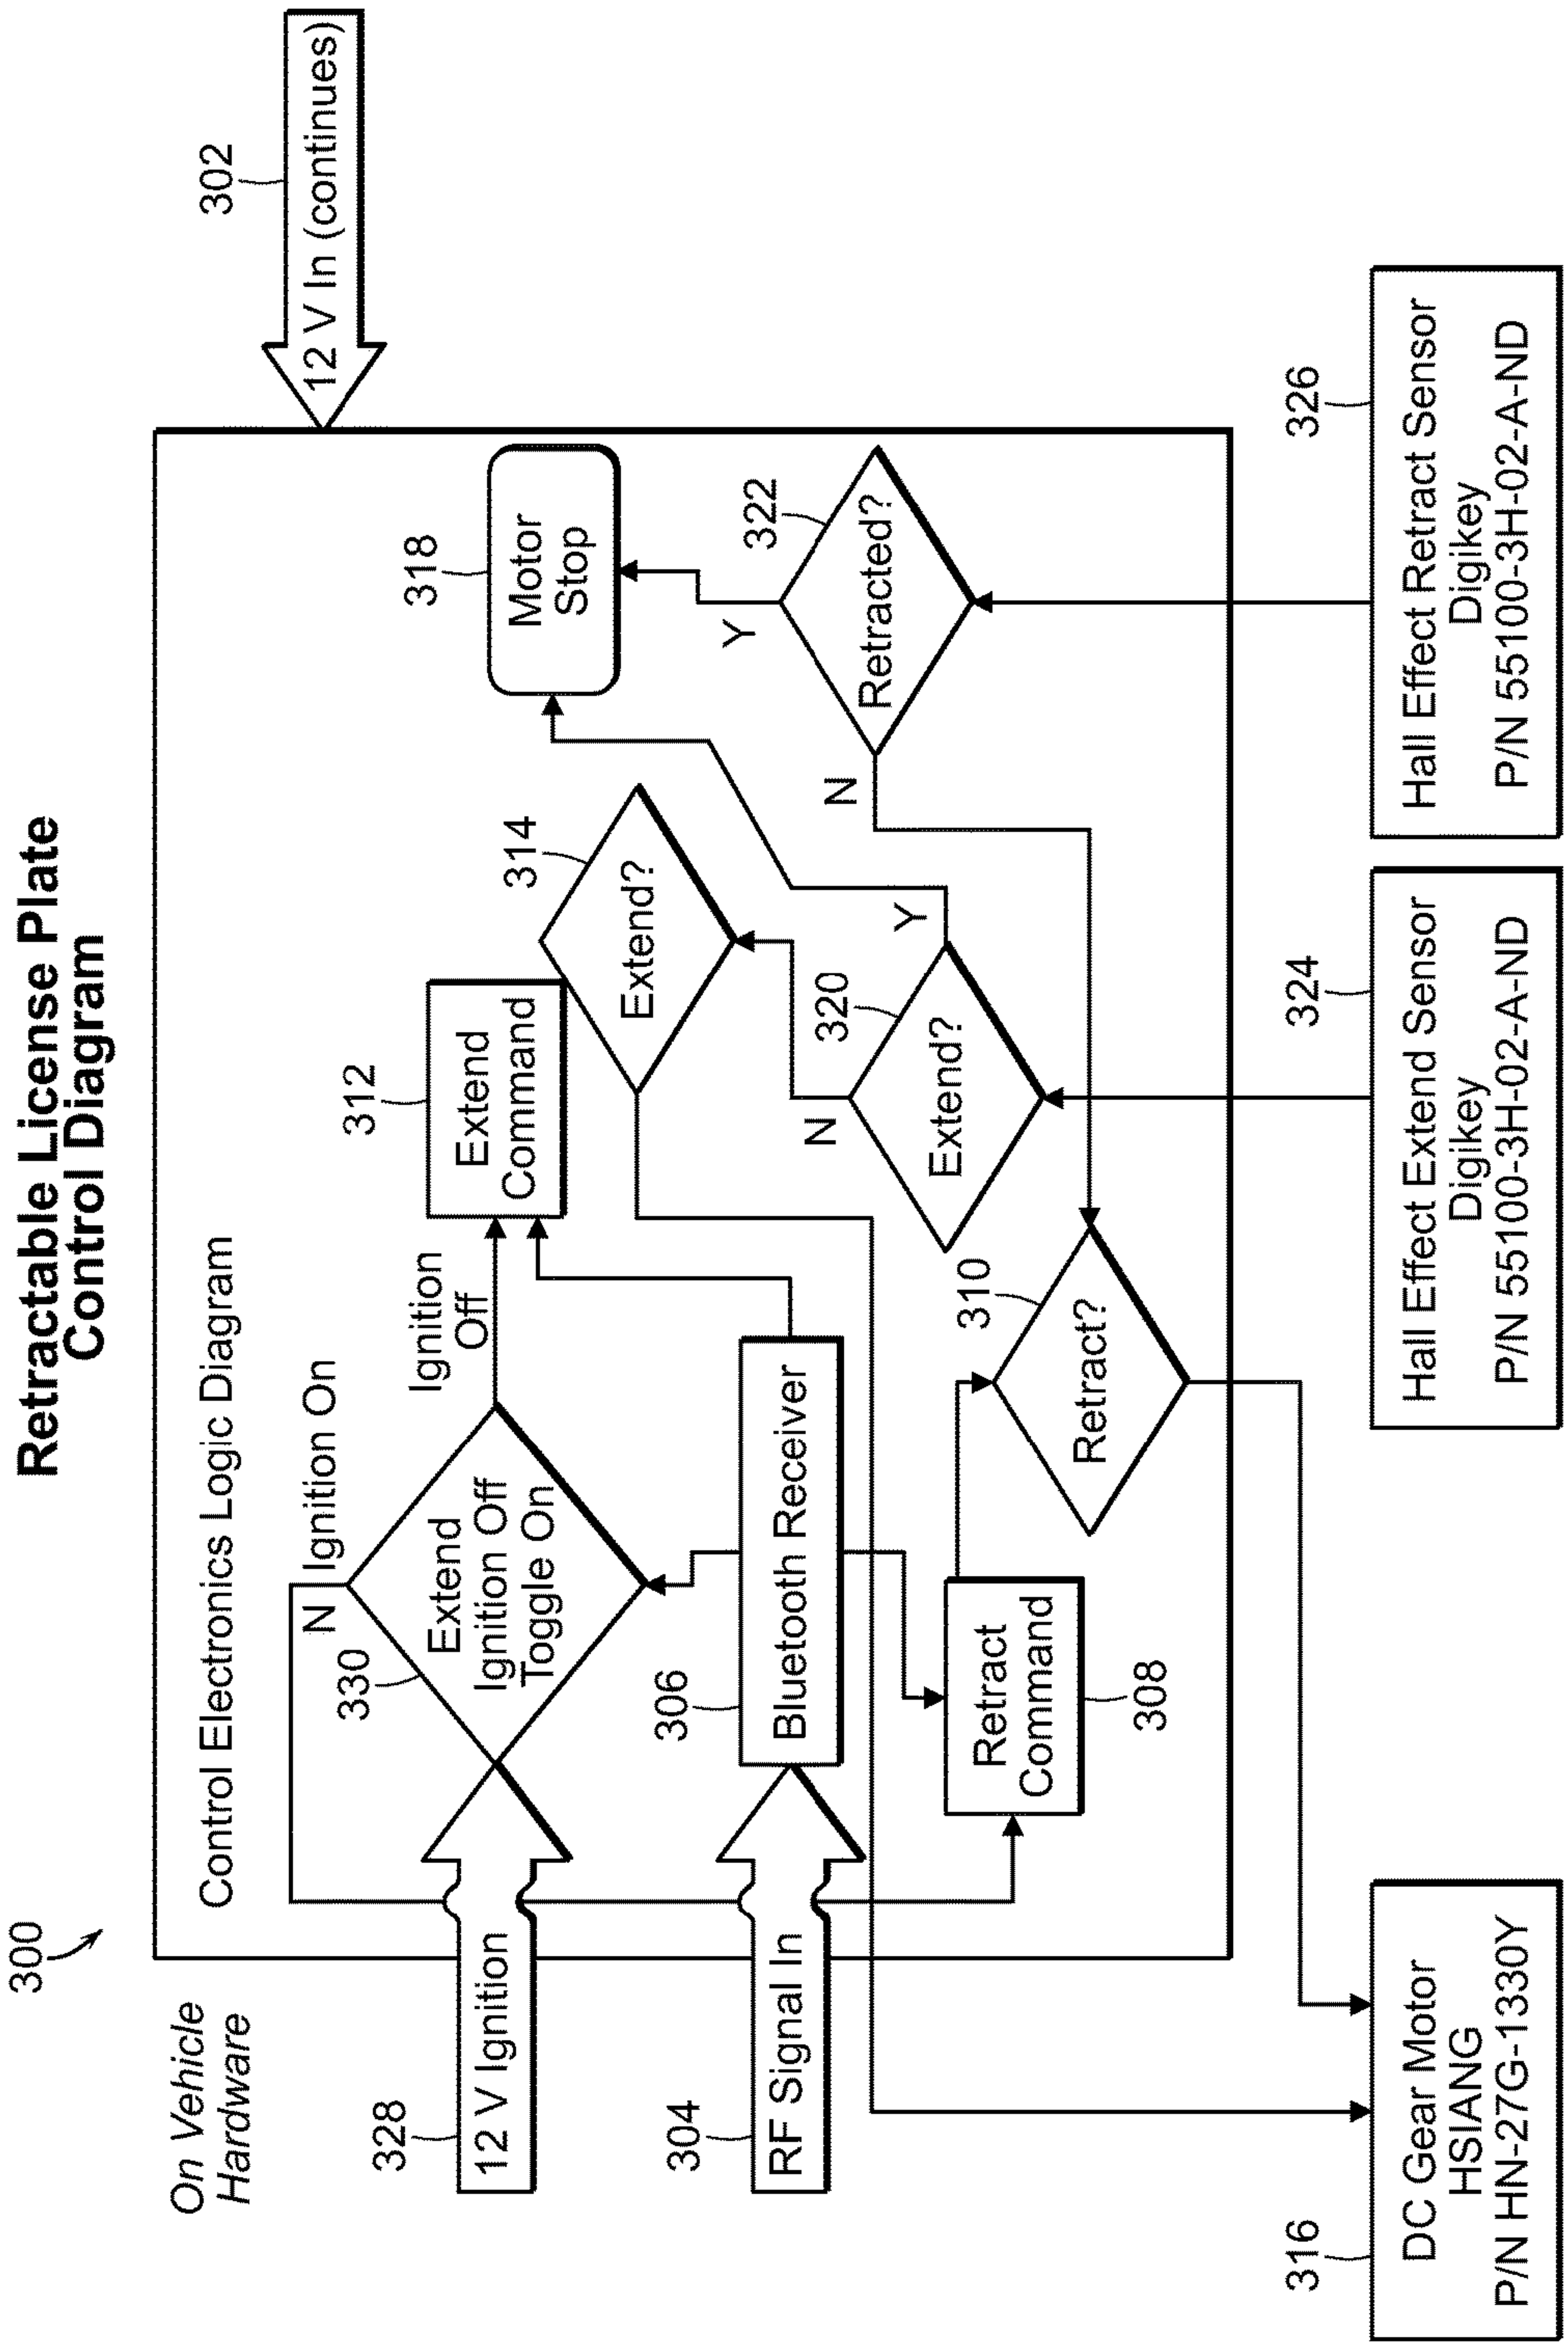 Retractable License Plate
Control Diagram
300
On Vehicle
Hardware
Control Electronics Logic Diagram
302
12 V In (continues)
328
12 V Ignition
330
Extend
Ignition Off
Toggle On
N
Ignition On
Ignition
Off
312
Extend
Command
314
Extend?
318
Motor
Stop
304
RF Signal In
306
Bluetooth Receiver
308
Retract
Command
310
Retract?
320
Extend?
N
Y
322
Retracted?
Y
N
316
DC Gear Motor
HSIANG
P/N HN-27G-1330Y
324
Hall Effect Extend Sensor
Digikey
P/N 55100-3H-02-A-ND
326
Hall Effect Retract Sensor
Digikey
P/N 55100-3H-02-A-ND